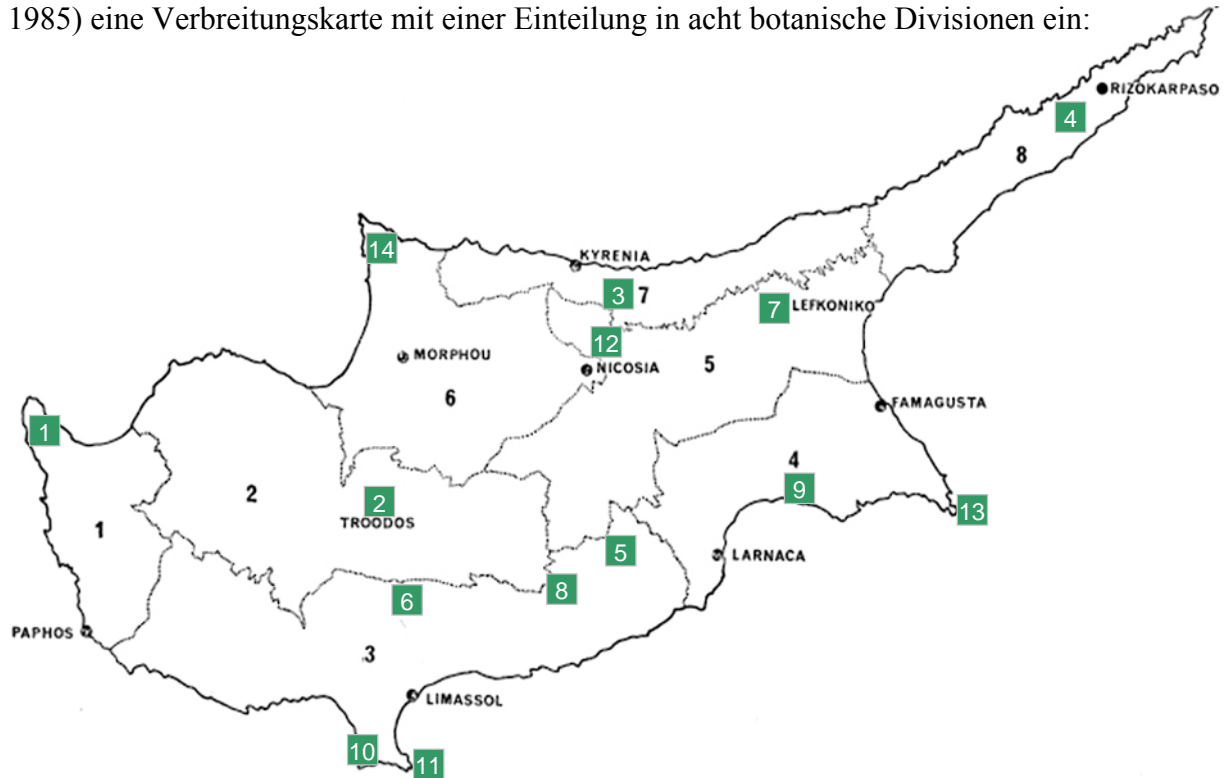 1985) eine Verbreitungskarte mit einer Einteilung in acht botanische Divisionen ein:
RIZOKARPASO
4
8
14
KYRENIA
3
7
7
LEFKONIKO
12
MORPHOU
NICOSIA
5
6
FAMAGUSTA
1
4
2
2
9
TROODOS
13
1
5
LARNACA
8
6
PAPHOS
3
LIMASSOL
10
11